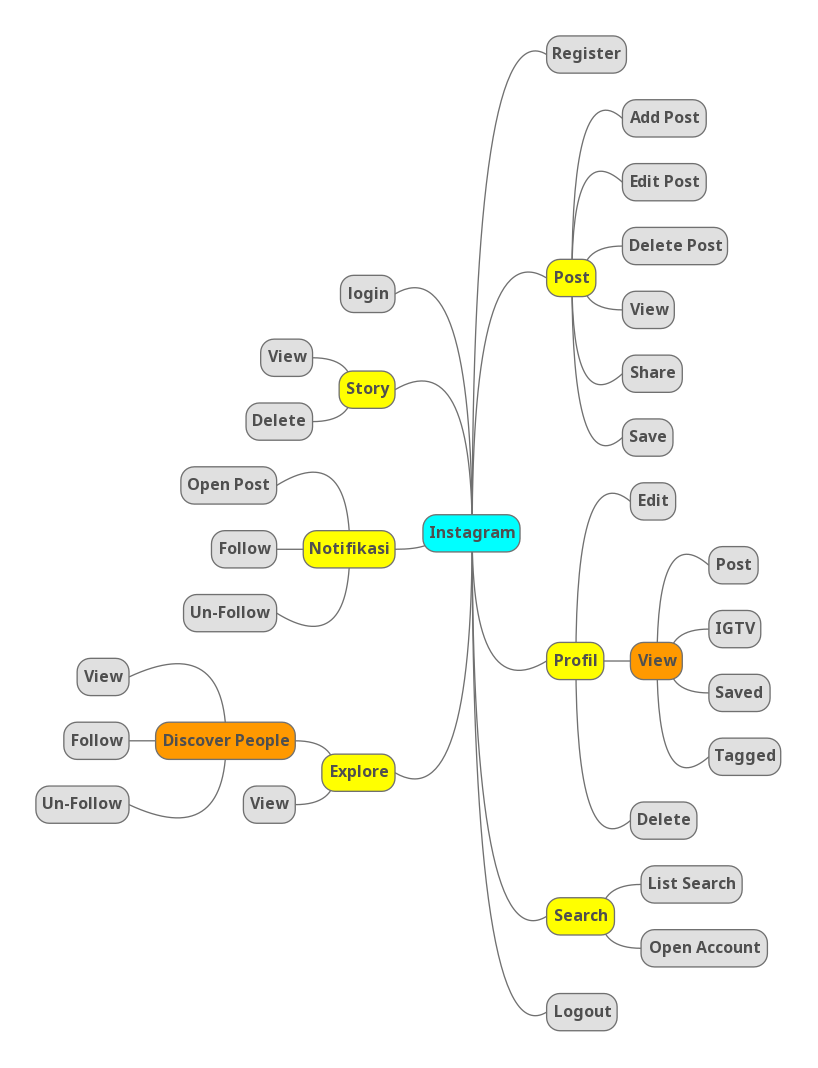 Register
Add Post
Edit Post
Delete Post
Post
View
Share
Save
login
View
Story
Delete
Open Post
Notifikasi
Follow
Un-Follow
Instagram
Edit
Post
IGTV
Profil
View
Saved
Tagged
Delete
View
Discover People
Follow
Un-Follow
Explore
View
List Search
Search
Open Account
Logout